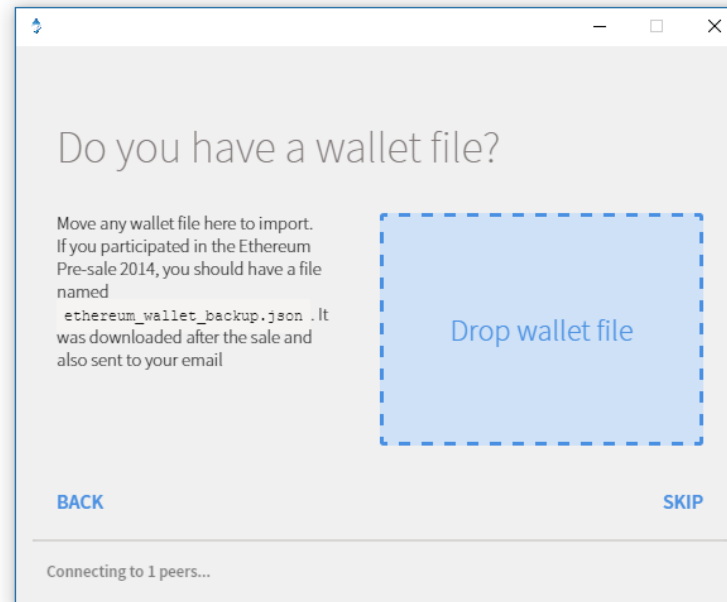 Do you have a wallet file?
Move any wallet file here to import.
If you participated in the Ethereum
Pre-sale 2014, you should have a file
named
ethereum_wallet_backup.json . It
was downloaded after the sale and
also sent to your email
Drop wallet file
BACK
SKIP
Connecting to 1 peers...